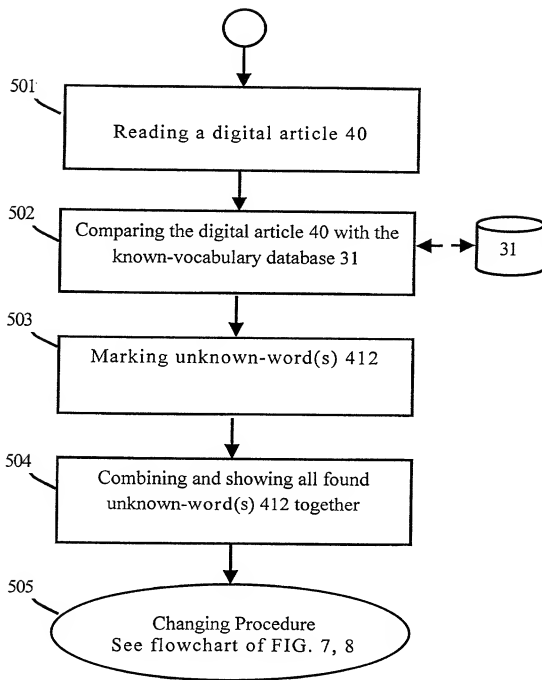 501
Reading a digital article 40
502
Comparing the digital article 40 with the
known-vocabulary database 31
31
503
Marking unknown-word(s) 412
504
Combining and showing all found
unknown-word(s) 412 together
505
Changing Procedure
See flowchart of FIG. 7, 8